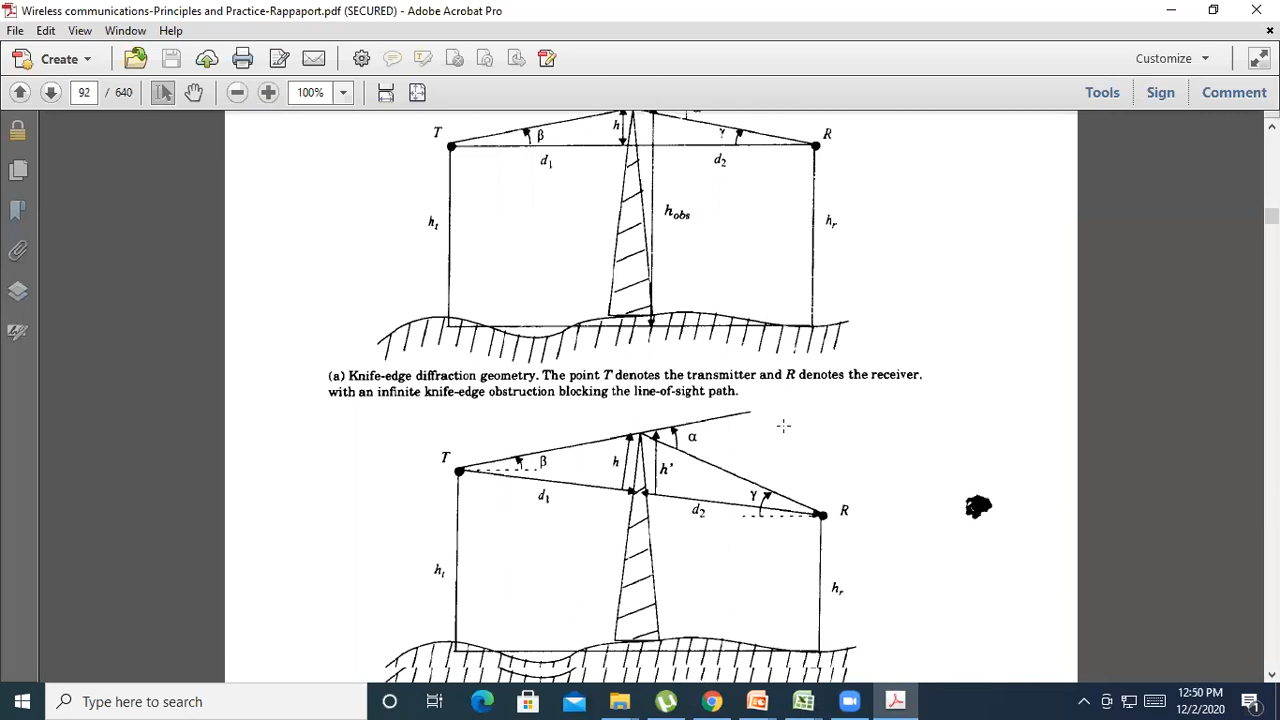 Wireless communications-Principles and Practice-Rappaport.pdf (SECURED) - Adobe Acrobat Pro
File Edit View Window Help
Create
Customize
92 / 640
100%
Tools Sign Comment
T β h γ R
d₁ d₂
hₜ h_obs hᵣ
(a) Knife-edge diffraction geometry. The point T denotes the transmitter and R denotes the receiver,
with an infinite knife-edge obstruction blocking the line-of-sight path.
α
T β h h'
d₁ d₂ γ R
hₜ hᵣ
Type here to search
12:50 PM
12/2/2020
1